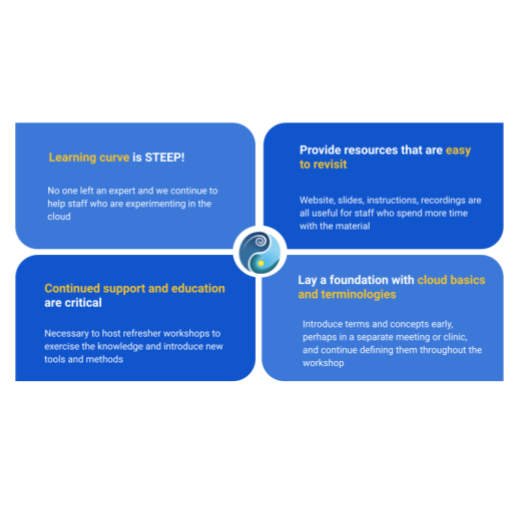 Learning curve is STEEP!
No one left an expert and we continue to
help staff who are experimenting in the
cloud
Provide resources that are easy
to revisit
Website, slides, instructions, recordings are
all useful for staff who spend more time
with the material
Continued support and education
are critical
Necessary to host refresher workshops to
exercise the knowledge and introduce new
tools and methods
Lay a foundation with cloud basics
and terminologies
Introduce terms and concepts early,
perhaps in a separate meeting or clinic,
and continue defining them throughout the
workshop